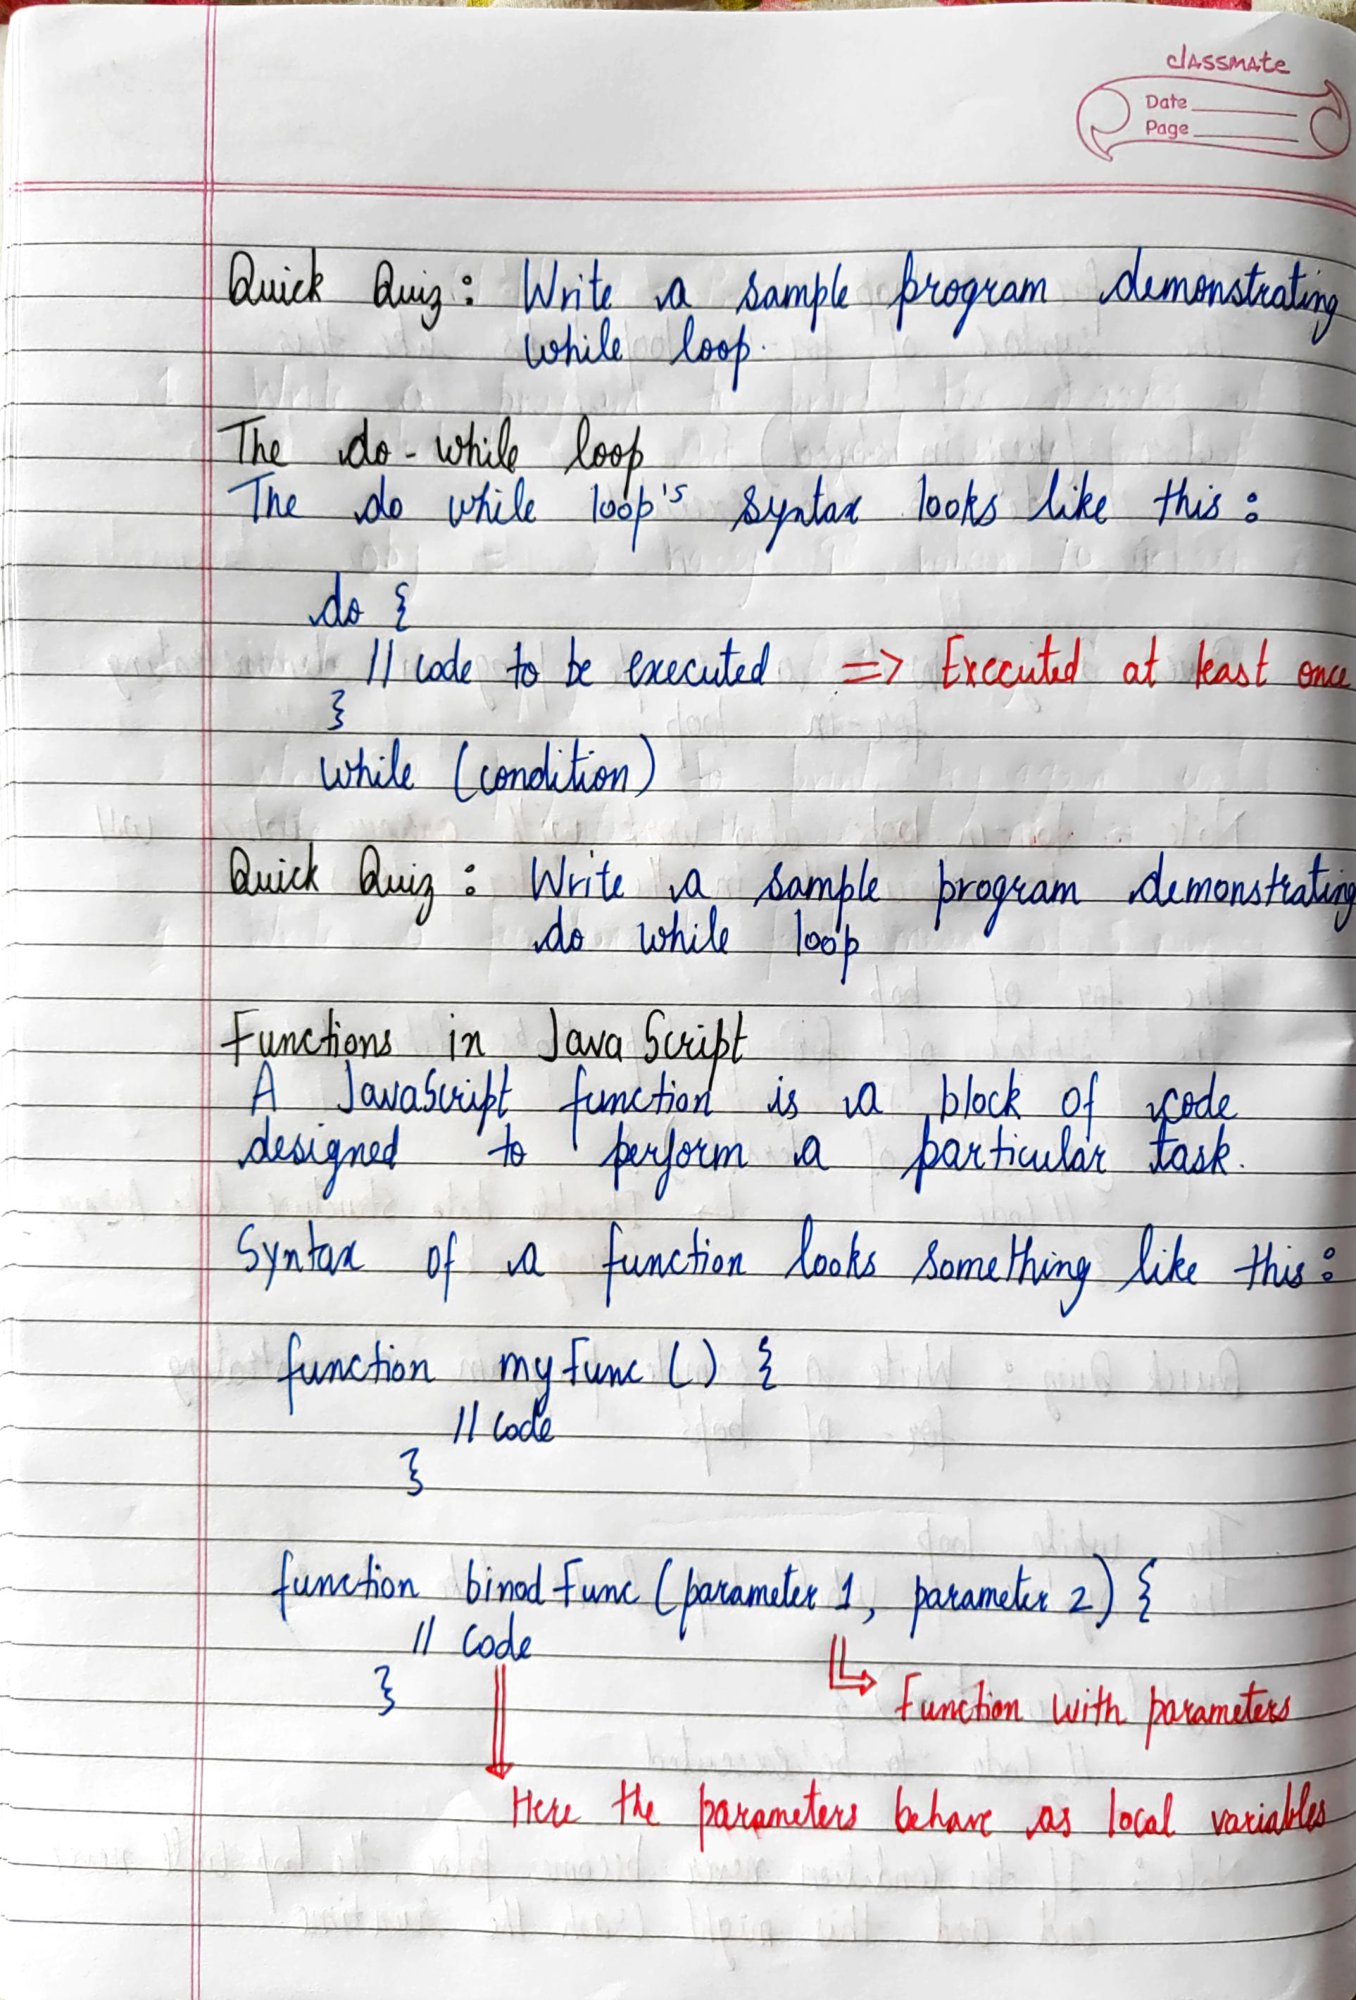 classmate
Date
Page
Quick Quiz : Write a sample program demonstrating
while loop.
The do-while loop
The do while loop's syntax looks like this :
do {
// code to be executed => Executed at least once
}
while (condition)
Quick Quiz : Write a sample program demonstrating
do while loop
Functions in JavaScript
A JavaScript function is a block of code
designed to perform a particular task.
Syntax of a function looks something like this :
function myFunc () {
// code
}
function binodFunc (parameter 1, parameter 2) {
// code
}
Function with parameters
Here the parameters behave as local variables